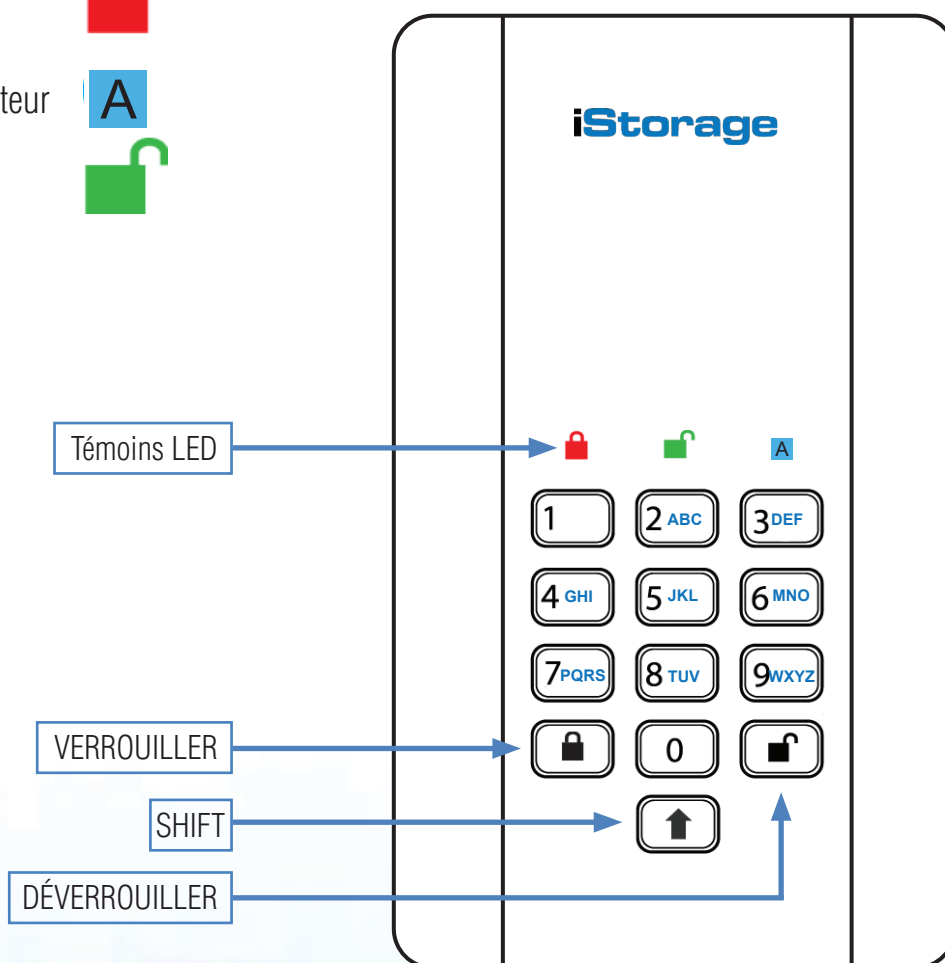 teur A
iStorage
Témoins LED
A
1 2 ABC 3 DEF
4 GHI 5 JKL 6 MNO
7 PQRS 8 TUV 9 WXYZ
VERROUILLER
0
SHIFT
DÉVERROUILLER